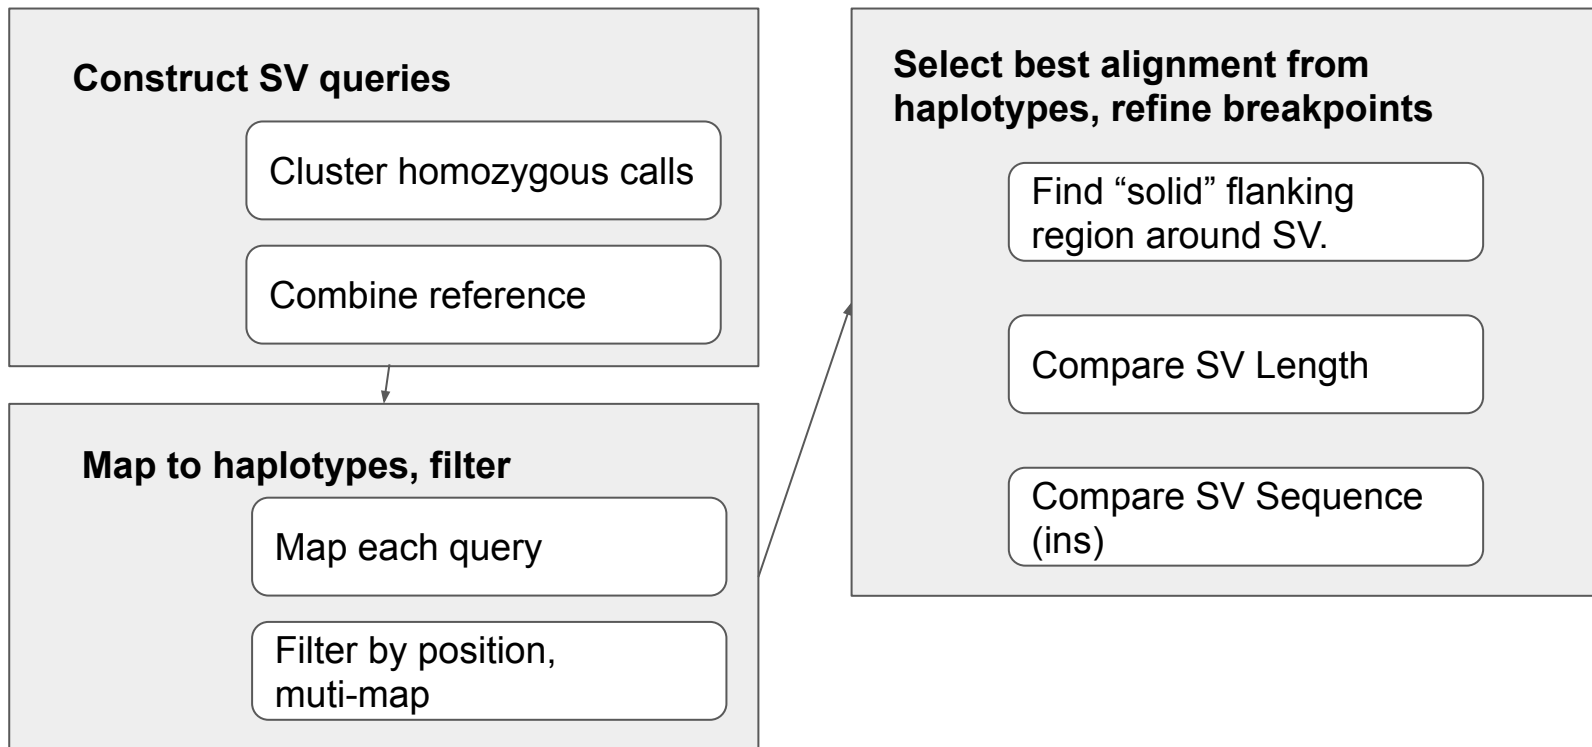 Construct SV queries
Cluster homozygous calls
Combine reference
Map to haplotypes, filter
Map each query
Filter by position,
muti-map
Select best alignment from
haplotypes, refine breakpoints
Find “solid” flanking
region around SV.
Compare SV Length
Compare SV Sequence
(ins)